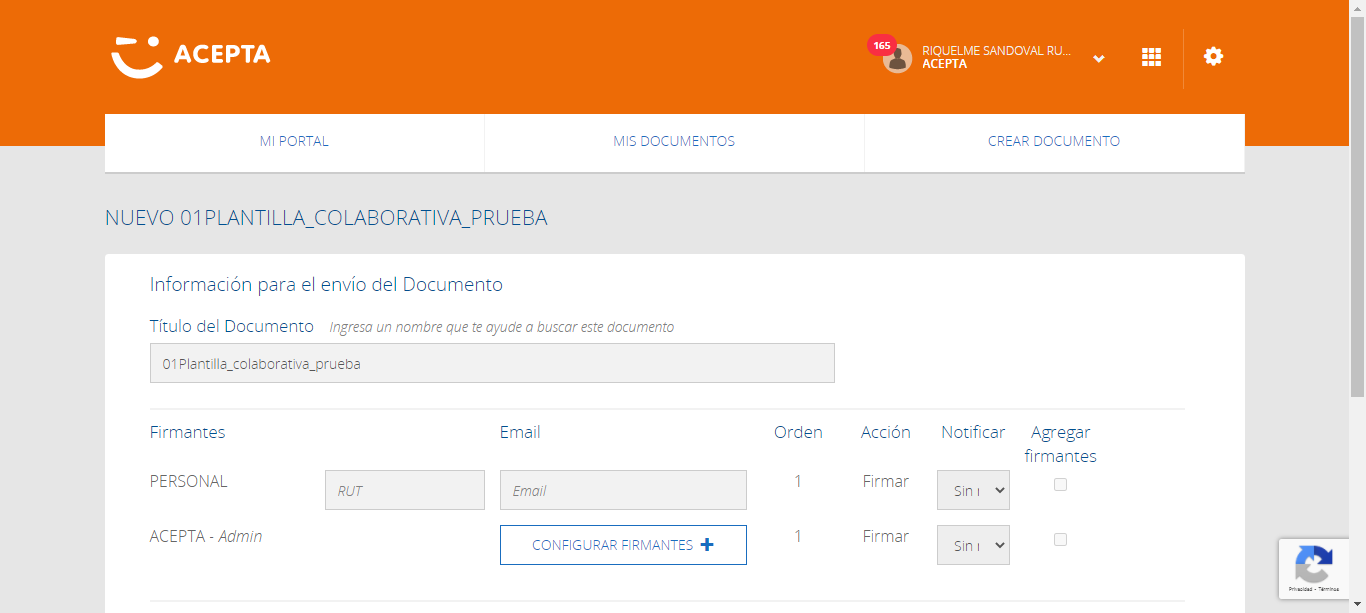 ACEPTA
165
RIQUELME SANDOVAL RU...
ACEPTA
MI PORTAL
MIS DOCUMENTOS
CREAR DOCUMENTO
NUEVO 01PLANTILLA_COLABORATIVA_PRUEBA
Información para el envío del Documento
Título del Documento Ingresa un nombre que te ayude a buscar este documento
01Plantilla_colaborativa_prueba
Firmantes Email Orden Acción Notificar Agregar firmantes
PERSONAL RUT Email 1 Firmar Sin
ACEPTA - Admin CONFIGURAR FIRMANTES 1 Firmar Sin
Privacidad - Términos